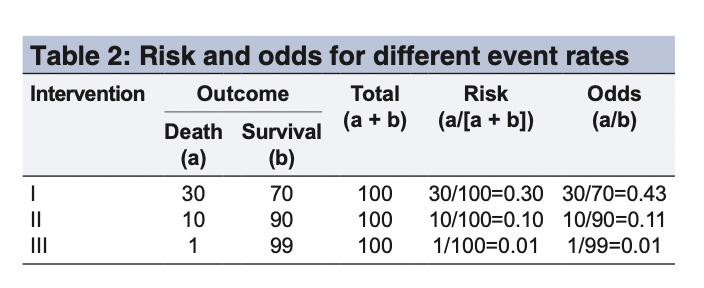 Table 2: Risk and odds for different event rates
Intervention Outcome Total Risk Odds
(a + b) (a/[a + b]) (a/b)
Death Survival
(a) (b)
I 30 70 100 30/100=0.30 30/70=0.43
II 10 90 100 10/100=0.10 10/90=0.11
III 1 99 100 1/100=0.01 1/99=0.01